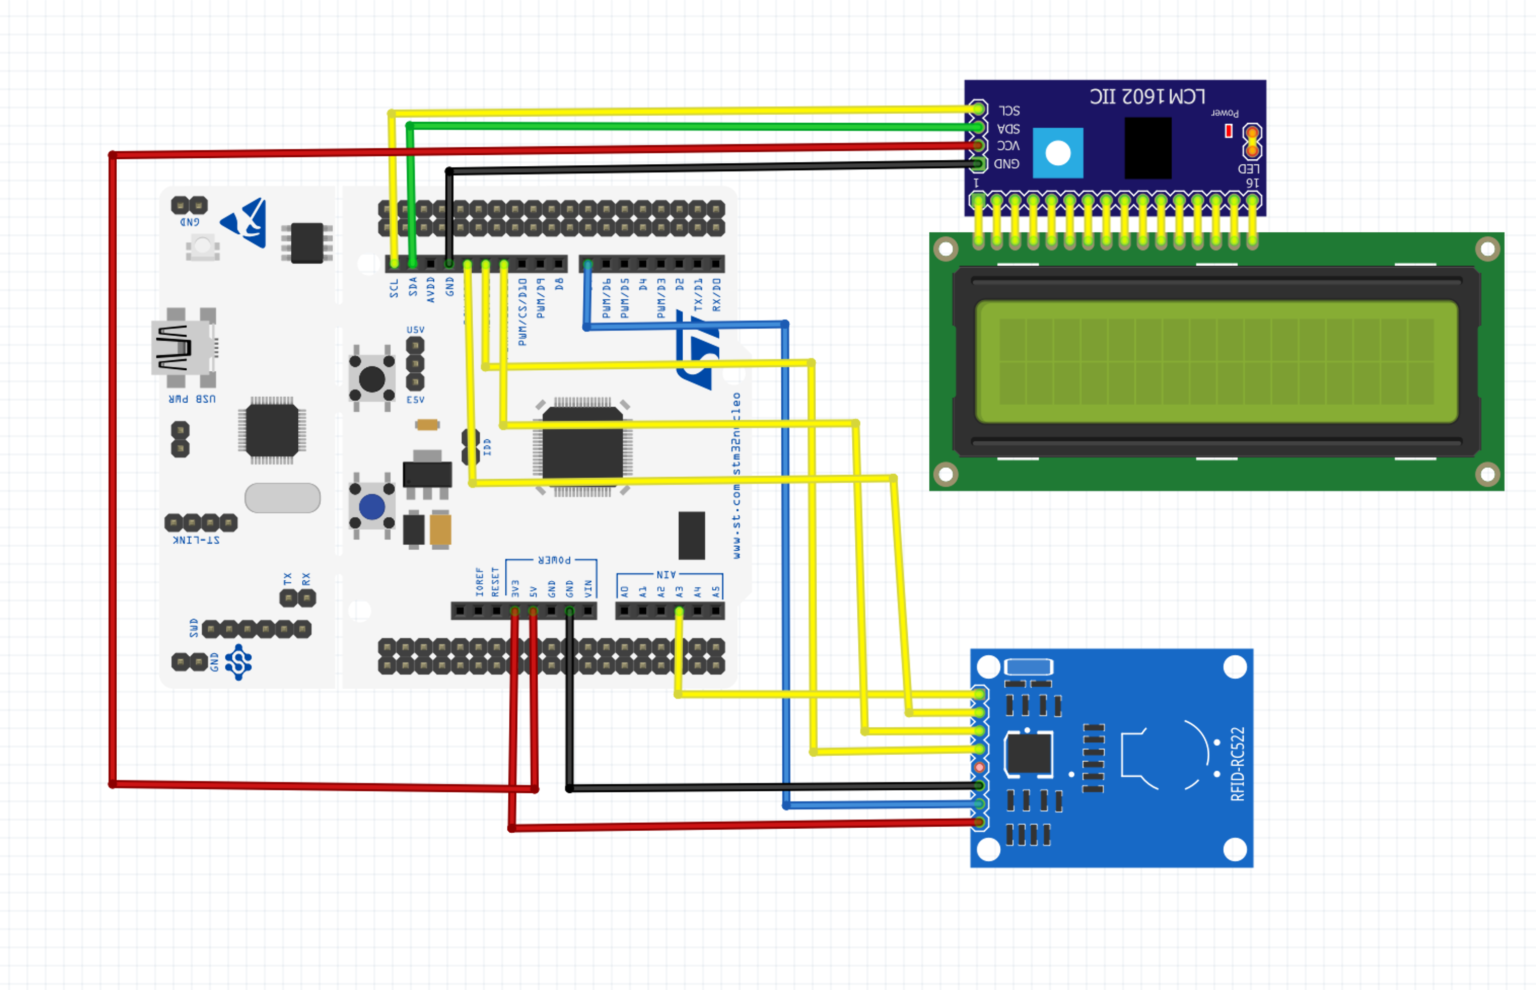 LCM1602 IIC
SCL
SDA
VCC
GND
Power
LED
1
16
GND
SCL
SDA
AVDD
GND
PWM/CS/D10
PWM/D9
D8
PWM/D6
PWM/D5
D4
PWM/D3
D2
TX/D1
RX/D0
U5V
E5V
USB PWR
IDD
www.st.com/stm32nucleo
ST-LINK
TX
RX
SWD
GND
POWER
IOREF
RESET
3V3
5V
GND
GND
VIN
AIN
A0
A1
A2
A3
A4
A5
RFID-RC522